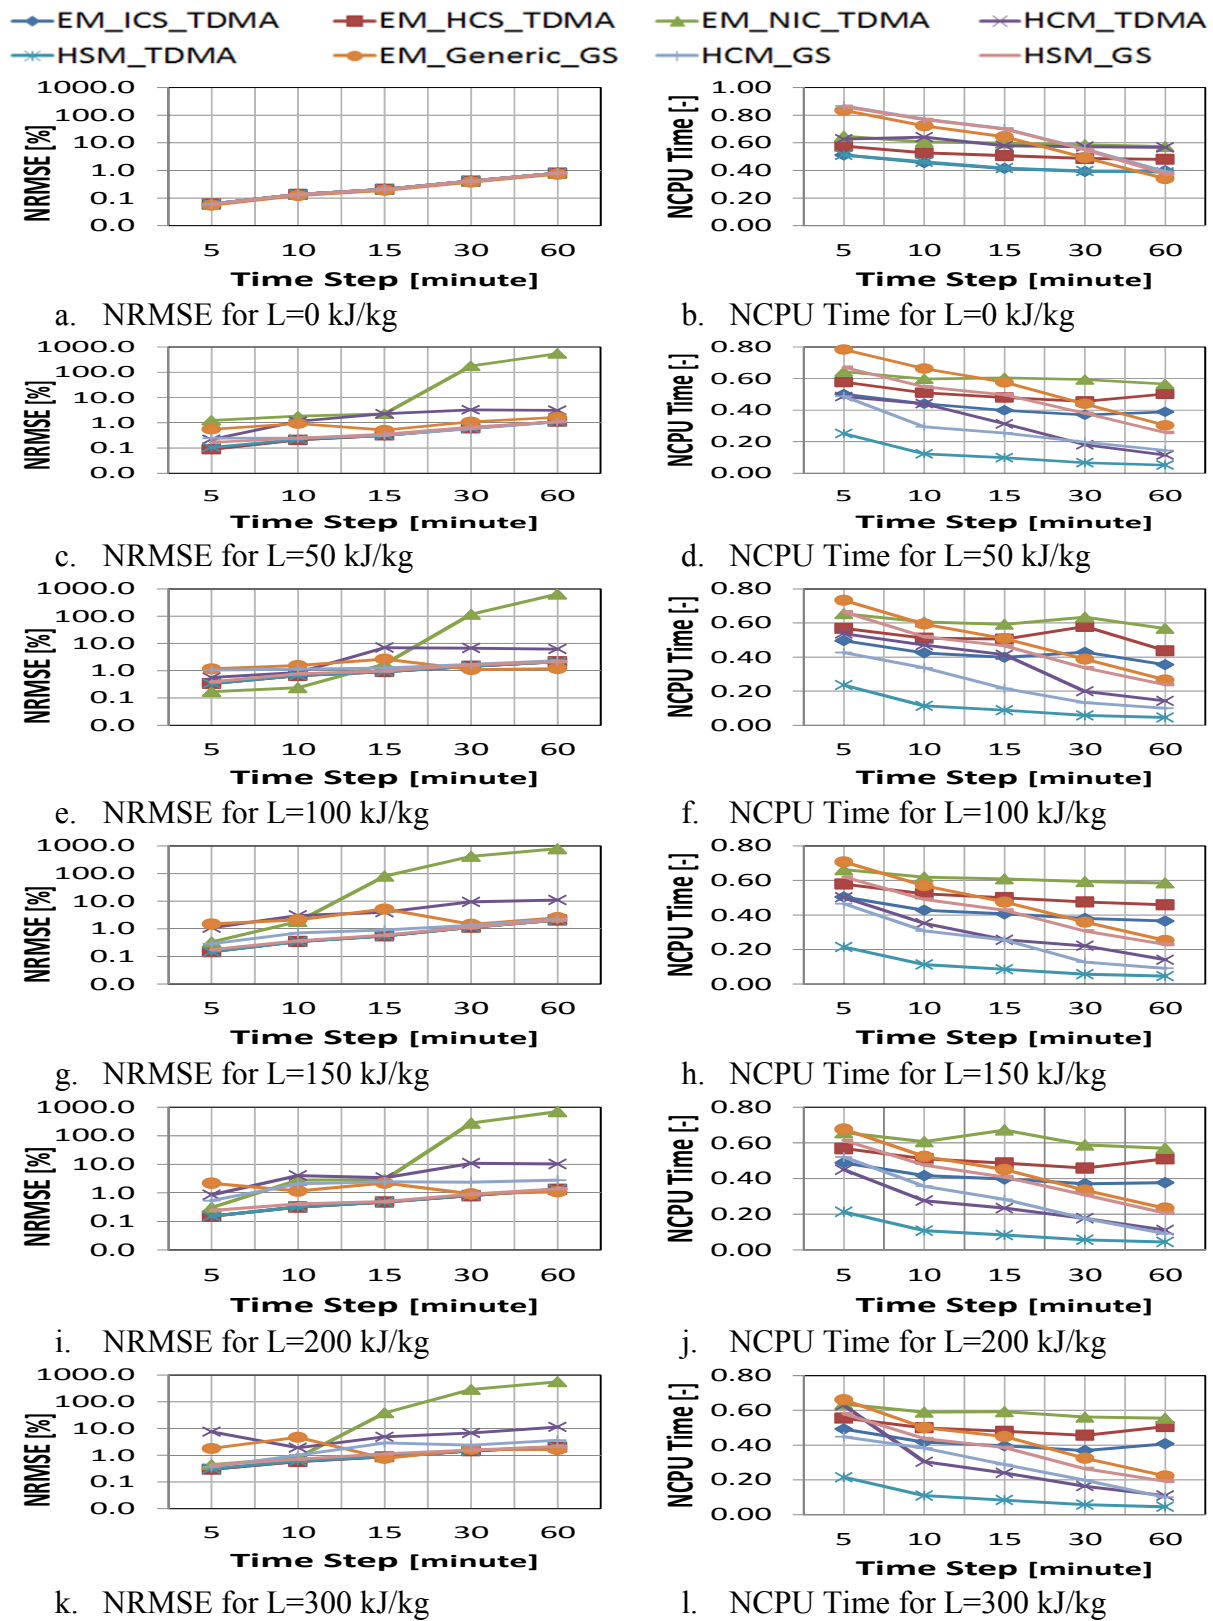 EM_ICS_TDMA EM_HCS_TDMA EM_NIC_TDMA HCM_TDMA
HSM_TDMA EM_Generic_GS HCM_GS HSM_GS
NRMSE [%]
1000.0
100.0
10.0
1.0
0.1
0.0
5 10 15 30 60
Time Step [minute]
a. NRMSE for L=0 kJ/kg
NCPU Time [-]
1.00
0.80
0.60
0.40
0.20
0.00
5 10 15 30 60
Time Step [minute]
b. NCPU Time for L=0 kJ/kg
NRMSE [%]
1000.0
100.0
10.0
1.0
0.1
0.0
5 10 15 30 60
Time Step [minute]
c. NRMSE for L=50 kJ/kg
NCPU Time [-]
0.80
0.60
0.40
0.20
0.00
5 10 15 30 60
Time Step [minute]
d. NCPU Time for L=50 kJ/kg
NRMSE [%]
1000.0
100.0
10.0
1.0
0.1
0.0
5 10 15 30 60
Time Step [minute]
e. NRMSE for L=100 kJ/kg
NCPU Time [-]
0.80
0.60
0.40
0.20
0.00
5 10 15 30 60
Time Step [minute]
f. NCPU Time for L=100 kJ/kg
NRMSE [%]
1000.0
100.0
10.0
1.0
0.1
0.0
5 10 15 30 60
Time Step [minute]
g. NRMSE for L=150 kJ/kg
NCPU Time [-]
0.80
0.60
0.40
0.20
0.00
5 10 15 30 60
Time Step [minute]
h. NCPU Time for L=150 kJ/kg
NRMSE [%]
1000.0
100.0
10.0
1.0
0.1
0.0
5 10 15 30 60
Time Step [minute]
i. NRMSE for L=200 kJ/kg
NCPU Time [-]
0.80
0.60
0.40
0.20
0.00
5 10 15 30 60
Time Step [minute]
j. NCPU Time for L=200 kJ/kg
NRMSE [%]
1000.0
100.0
10.0
1.0
0.1
0.0
5 10 15 30 60
Time Step [minute]
k. NRMSE for L=300 kJ/kg
NCPU Time [-]
0.80
0.60
0.40
0.20
0.00
5 10 15 30 60
Time Step [minute]
l. NCPU Time for L=300 kJ/kg